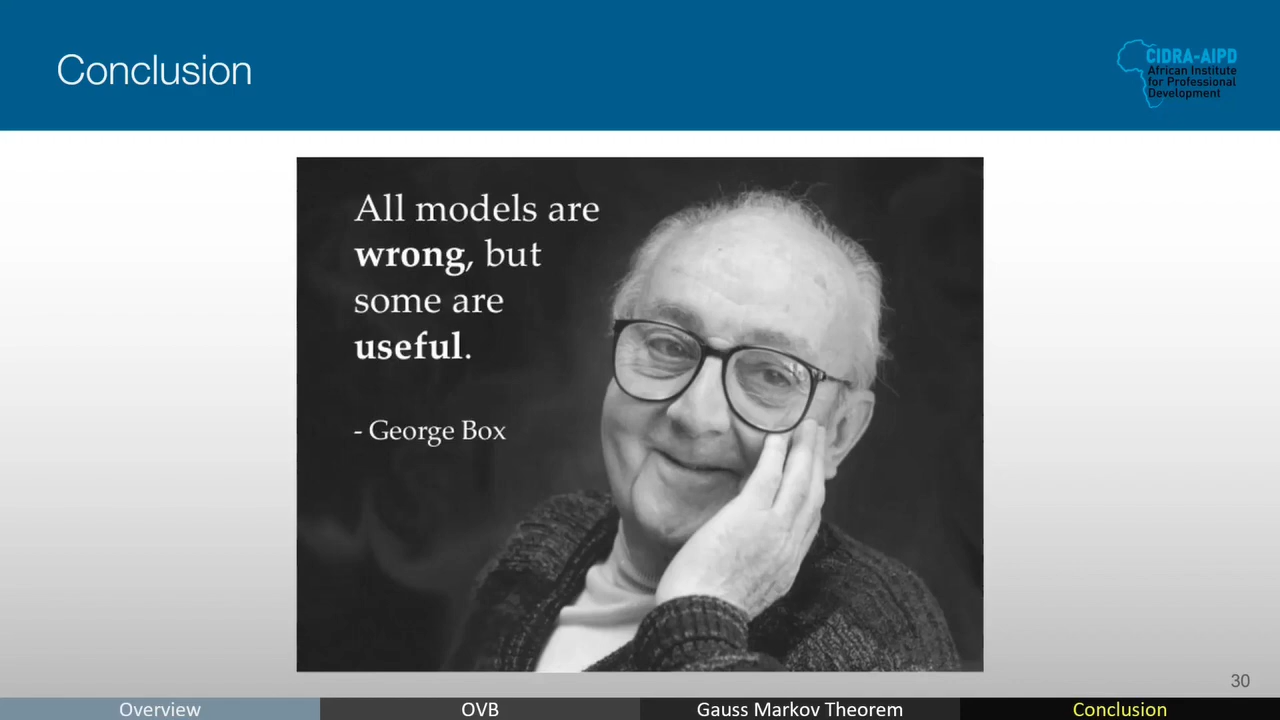 Conclusion
CIDRA-AIPD
African Institute
for Professional
Development
All models are
wrong, but
some are
useful.
- George Box
30
Overview
OVB
Gauss Markov Theorem
Conclusion